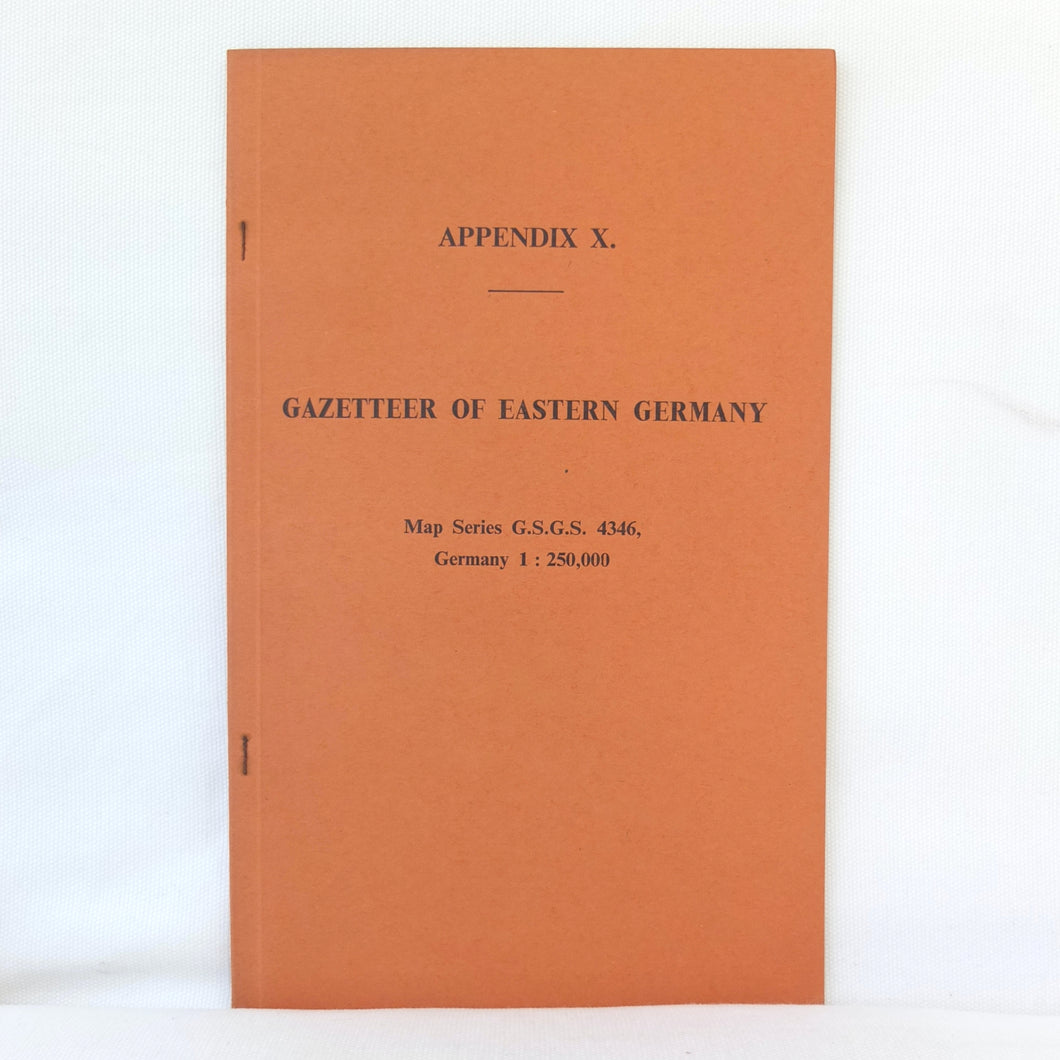 APPENDIX X.
GAZETTEER OF EASTERN GERMANY
Map Series G.S.G.S. 4346,
Germany 1 : 250,000